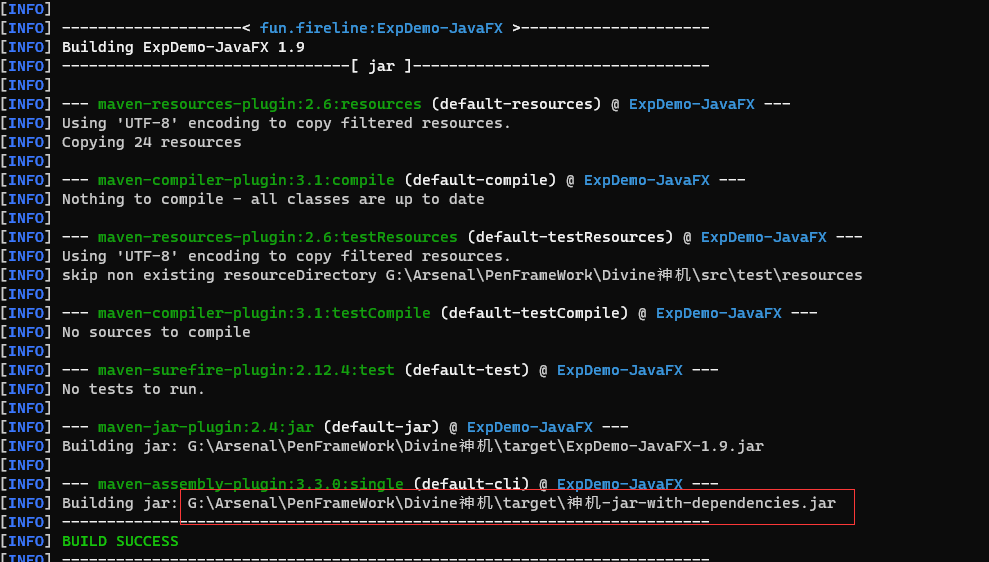 [INFO]
[INFO] --------------------< fun.fireline:ExpDemo-JavaFX >---------------------
[INFO] Building ExpDemo-JavaFX 1.9
[INFO] --------------------------------[ jar ]---------------------------------
[INFO]
[INFO] --- maven-resources-plugin:2.6:resources (default-resources) @ ExpDemo-JavaFX ---
[INFO] Using 'UTF-8' encoding to copy filtered resources.
[INFO] Copying 24 resources
[INFO]
[INFO] --- maven-compiler-plugin:3.1:compile (default-compile) @ ExpDemo-JavaFX ---
[INFO] Nothing to compile - all classes are up to date
[INFO]
[INFO] --- maven-resources-plugin:2.6:testResources (default-testResources) @ ExpDemo-JavaFX ---
[INFO] Using 'UTF-8' encoding to copy filtered resources.
[INFO] skip non existing resourceDirectory G:\Arsenal\PenFrameWork\Divine神机\src\test\resources
[INFO]
[INFO] --- maven-compiler-plugin:3.1:testCompile (default-testCompile) @ ExpDemo-JavaFX ---
[INFO] No sources to compile
[INFO]
[INFO] --- maven-surefire-plugin:2.12.4:test (default-test) @ ExpDemo-JavaFX ---
[INFO] No tests to run.
[INFO]
[INFO] --- maven-jar-plugin:2.4:jar (default-jar) @ ExpDemo-JavaFX ---
[INFO] Building jar: G:\Arsenal\PenFrameWork\Divine神机\target\ExpDemo-JavaFX-1.9.jar
[INFO]
[INFO] --- maven-assembly-plugin:3.3.0:single (default-cli) @ ExpDemo-JavaFX ---
[INFO] Building jar: G:\Arsenal\PenFrameWork\Divine神机\target\神机-jar-with-dependencies.jar
[INFO] ------------------------------------------------------------------------
[INFO] BUILD SUCCESS
[INFO] ------------------------------------------------------------------------